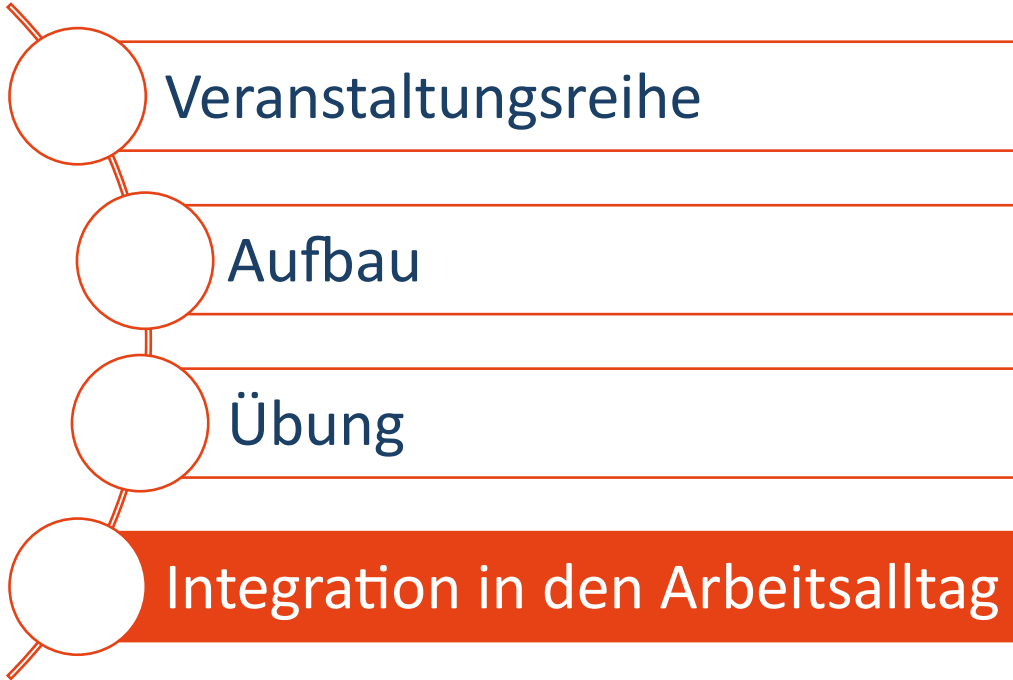 Veranstaltungsreihe
Aufbau
Übung
Integration in den Arbeitsalltag